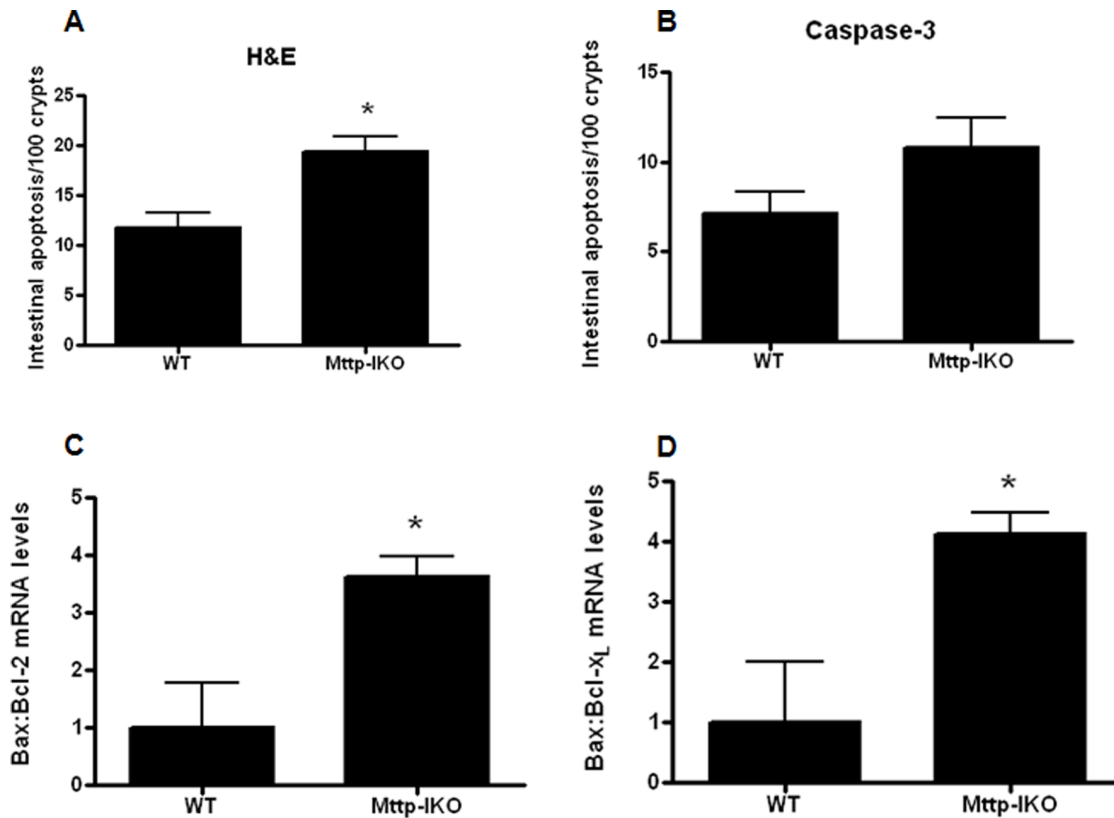 A
H&E
Intestinal apoptosis/100 crypts
25
20
15
10
5
0
*
WT
Mttp-IKO
B
Caspase-3
Intestinal apoptosis/100 crypts
15
10
5
0
WT
Mttp-IKO
C
Bax:Bcl-2 mRNA levels
5
4
3
2
1
0
*
WT
Mttp-IKO
D
Bax:Bcl-xL mRNA levels
5
4
3
2
1
0
*
WT
Mttp-IKO